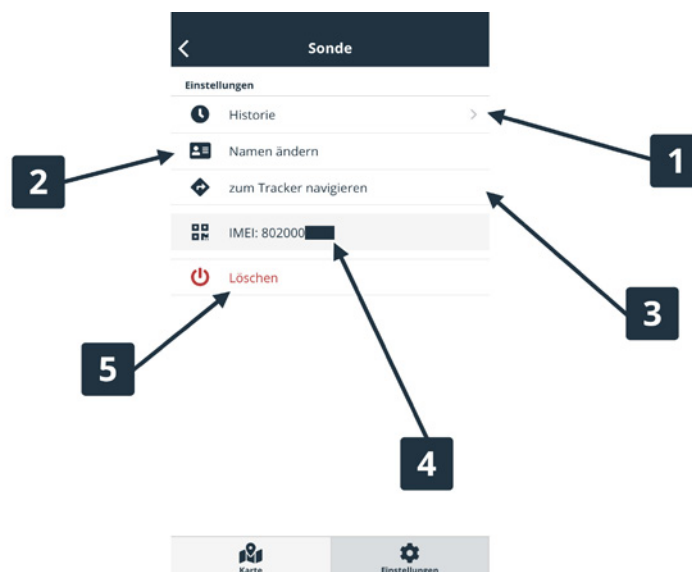 Sonde
Einstellungen
Historie
1
Namen ändern
2
zum Tracker navigieren
IMEI: 802000
3
Löschen
5
4
Karte
Einstellungen